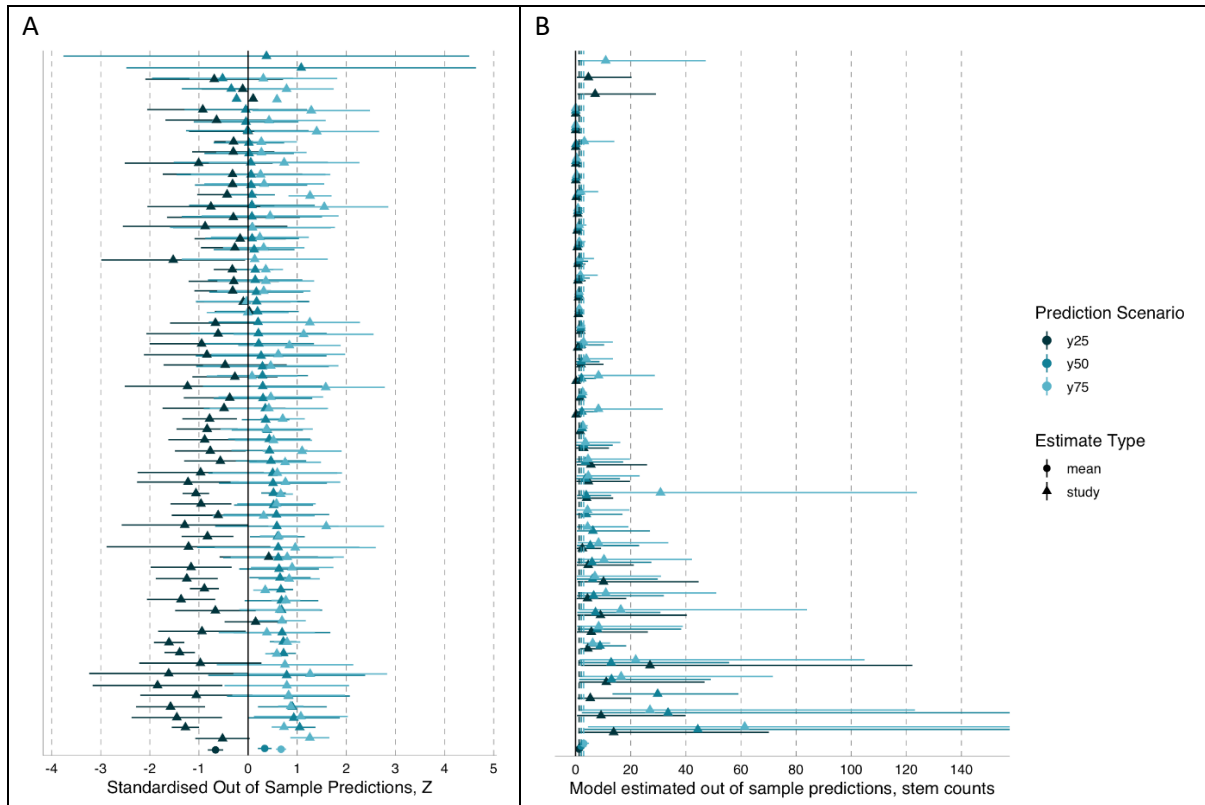 A
B
Prediction Scenario
y25
y50
y75
Estimate Type
mean
study
-4 -3 -2 -1 0 1 2 3 4 5
Standardised Out of Sample Predictions, Z
0 20 40 60 80 100 120 140
Model estimated out of sample predictions, stem counts